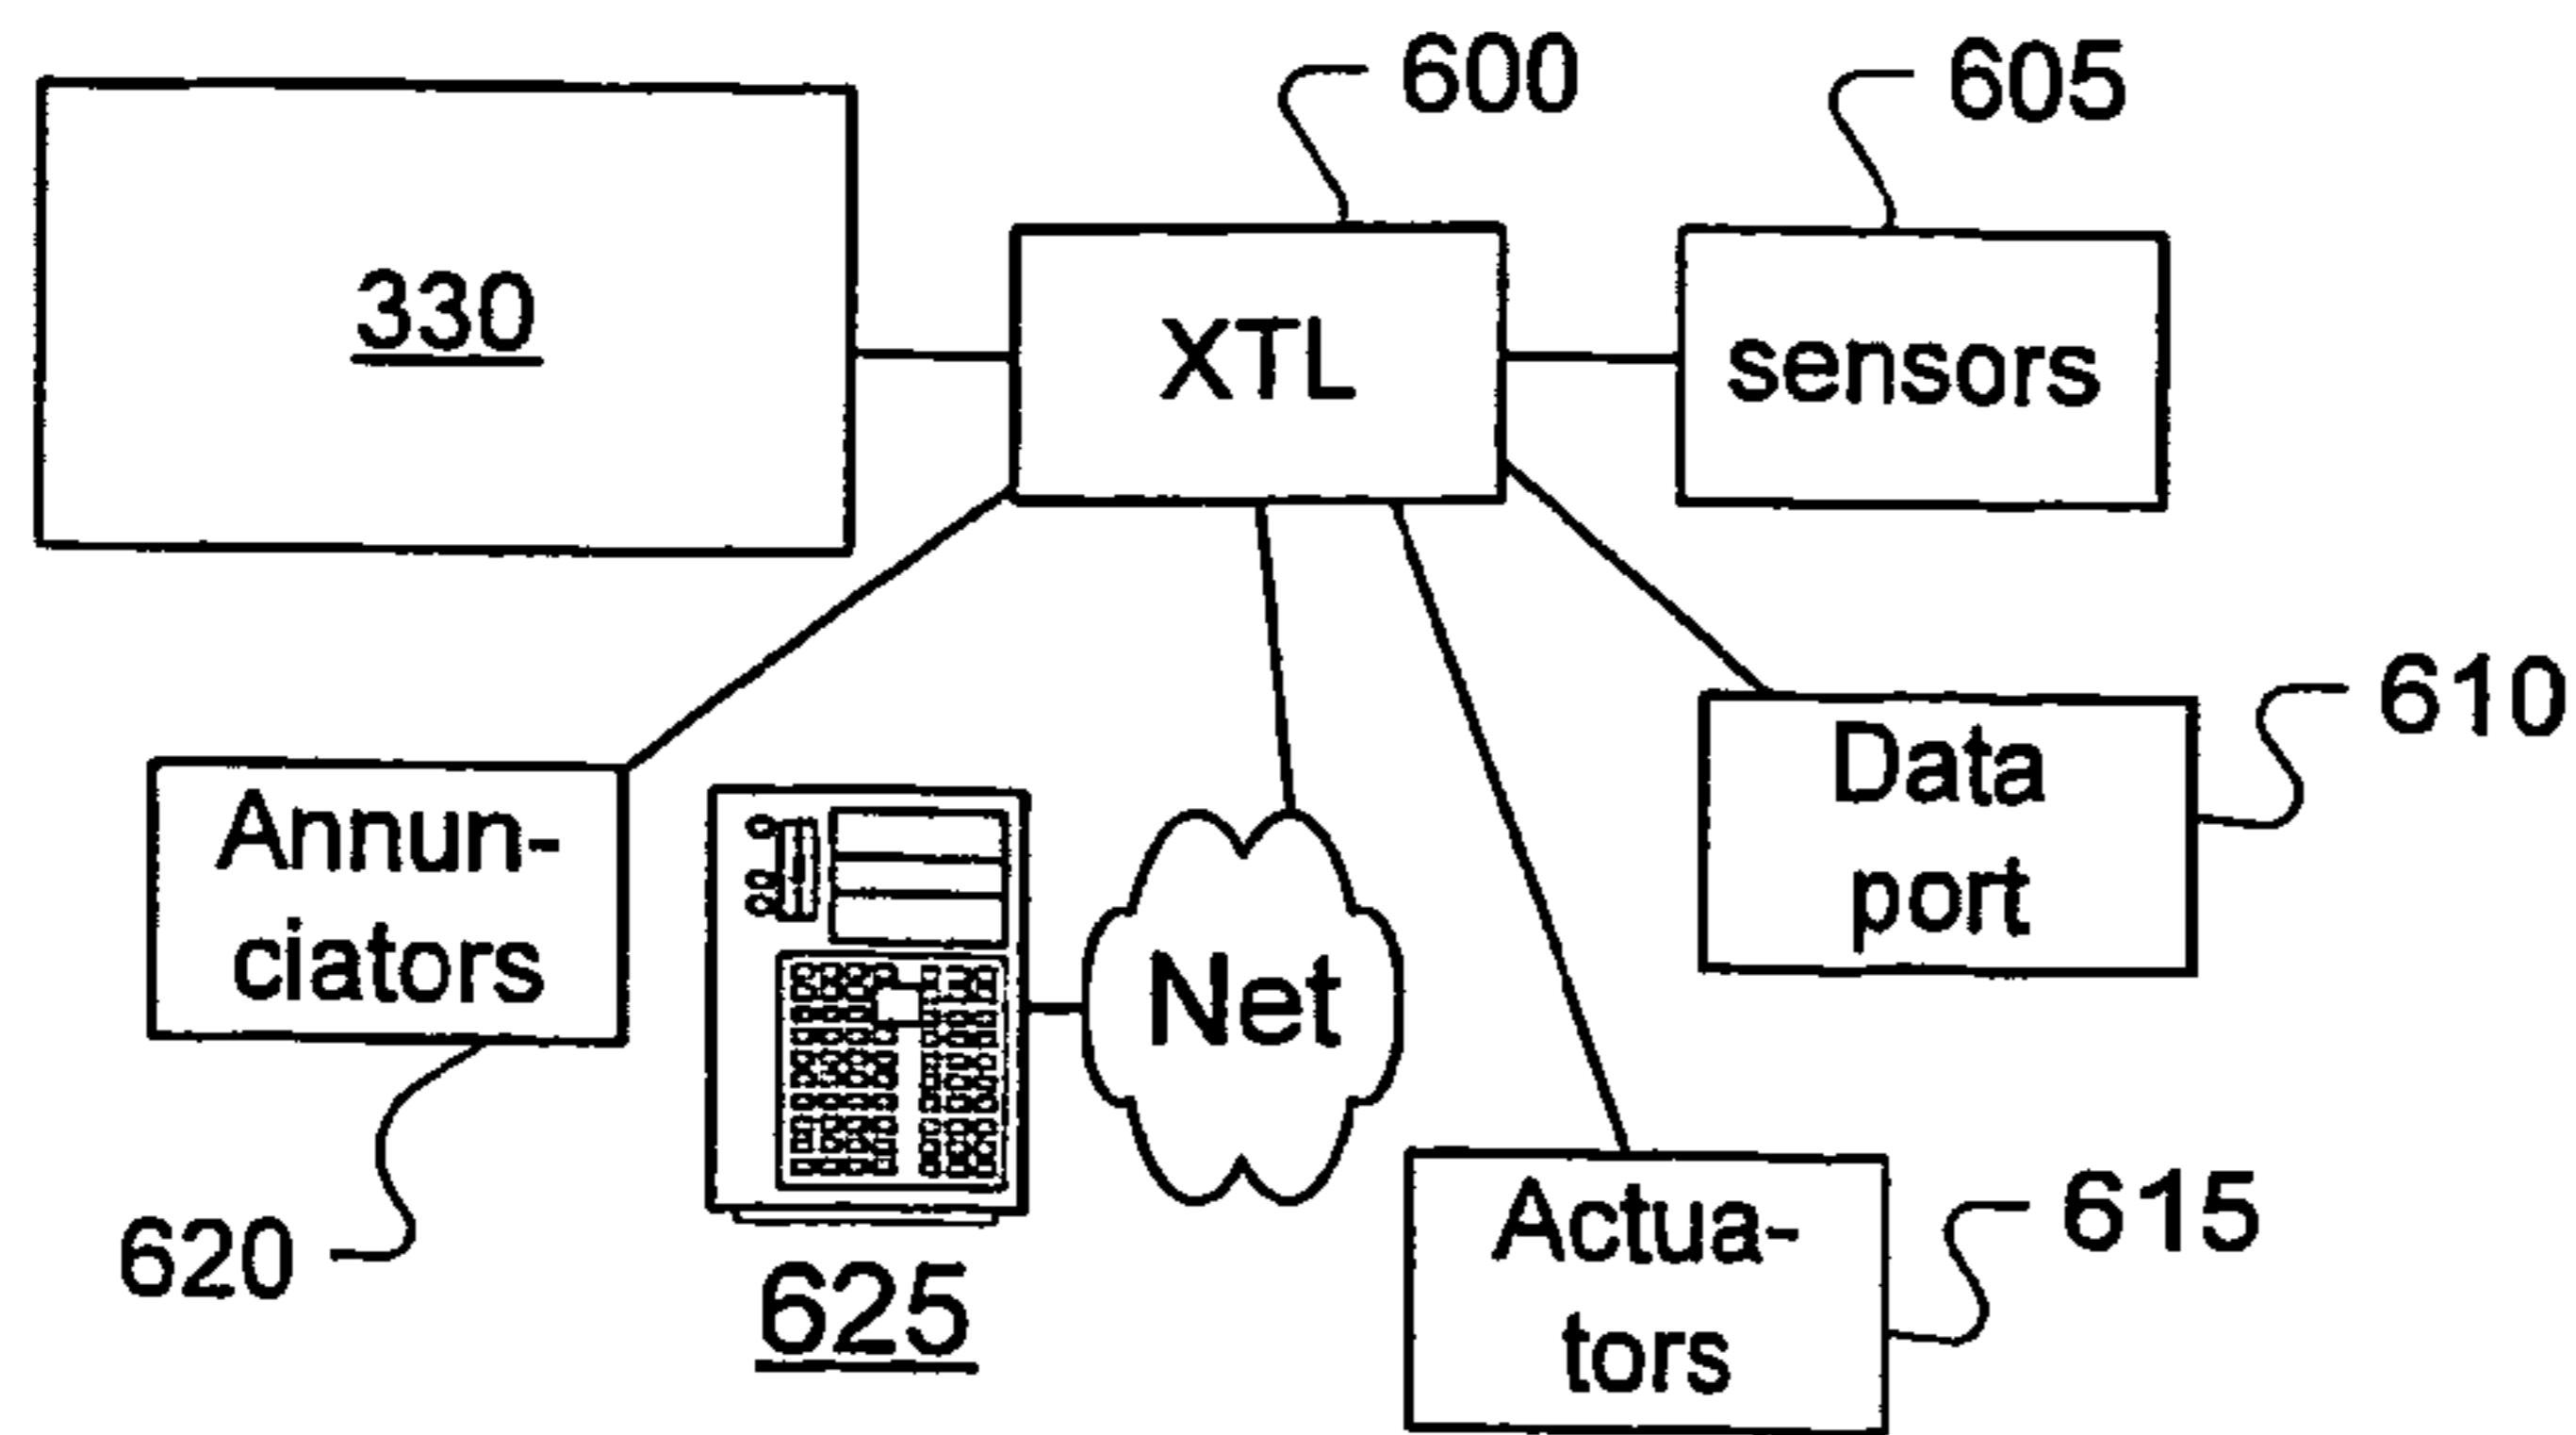 600
605
330
XTL
sensors
610
Data
port
Annun-
ciators
Net
620
625
Actua-
tors
615